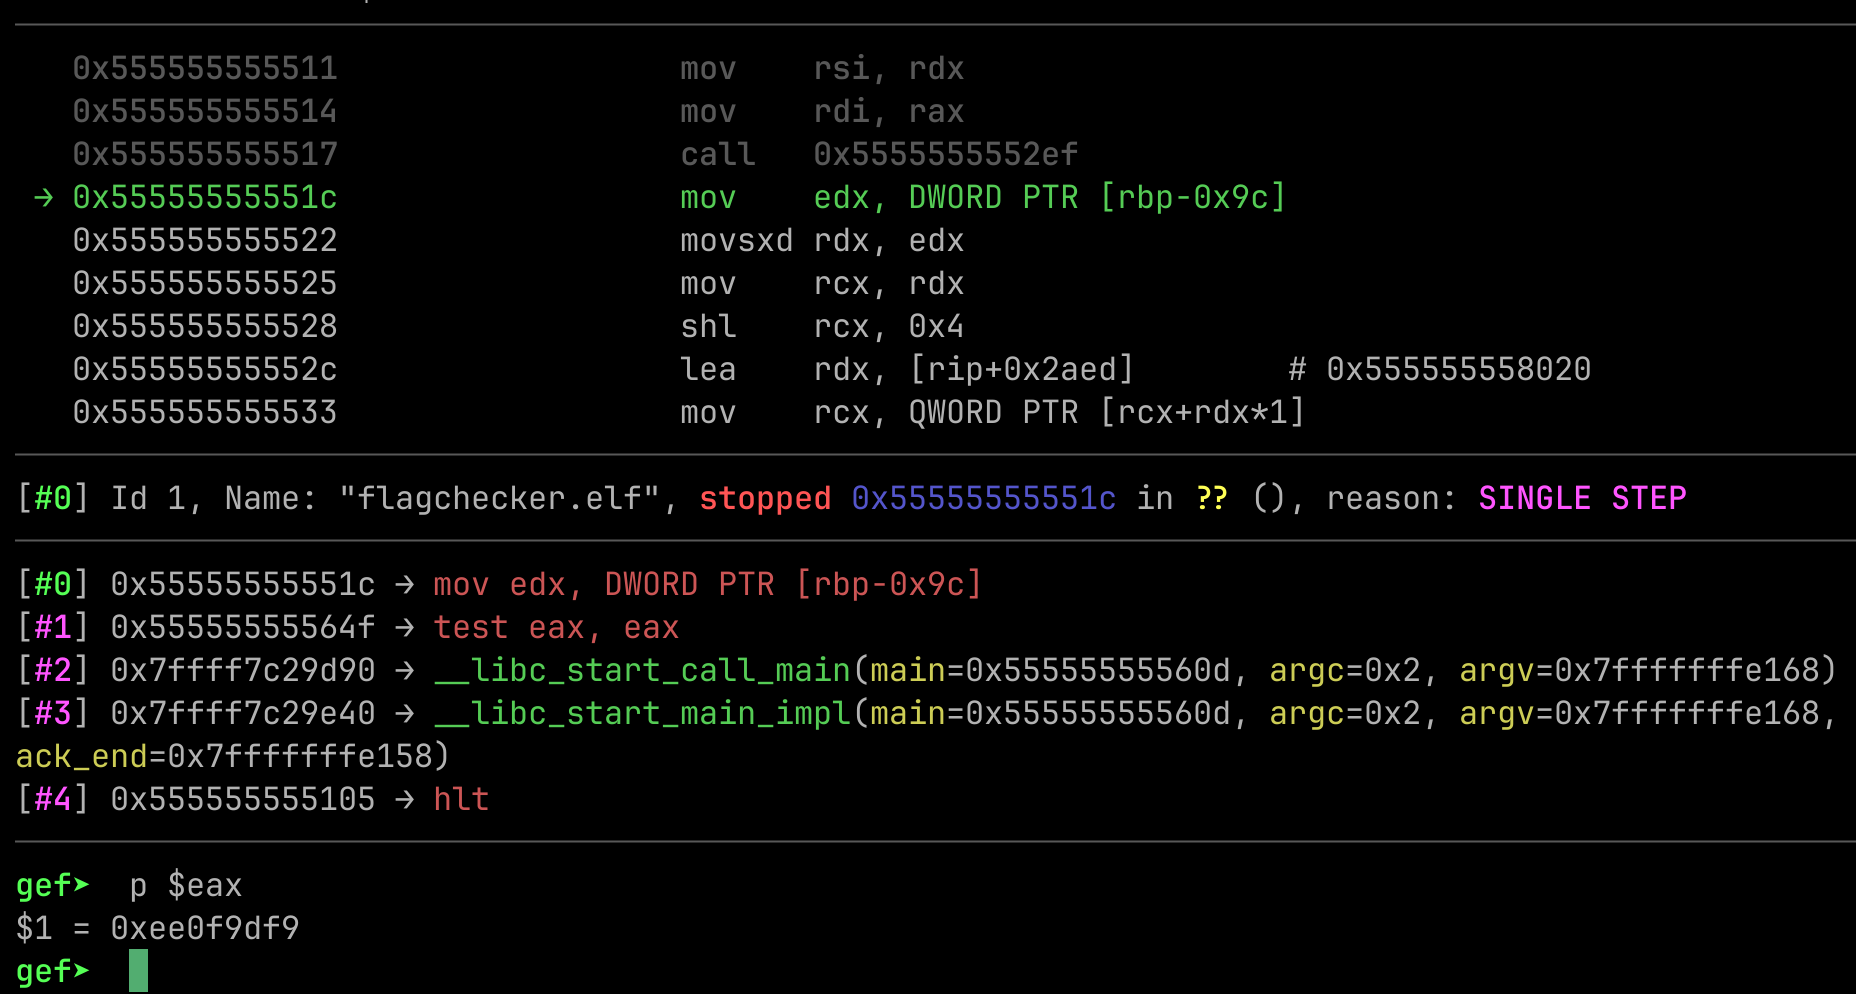 0x555555555511 mov rsi, rdx
0x555555555514 mov rdi, rax
0x555555555517 call 0x5555555552ef
→ 0x55555555551c mov edx, DWORD PTR [rbp-0x9c]
0x555555555522 movsxd rdx, edx
0x555555555525 mov rcx, rdx
0x555555555528 shl rcx, 0x4
0x55555555552c lea rdx, [rip+0x2aed] # 0x555555558020
0x555555555533 mov rcx, QWORD PTR [rcx+rdx*1]
[#0] Id 1, Name: "flagchecker.elf", stopped 0x55555555551c in ?? (), reason: SINGLE STEP
[#0] 0x55555555551c → mov edx, DWORD PTR [rbp-0x9c]
[#1] 0x55555555564f → test eax, eax
[#2] 0x7ffff7c29d90 → __libc_start_call_main(main=0x55555555560d, argc=0x2, argv=0x7fffffffe168)
[#3] 0x7ffff7c29e40 → __libc_start_main_impl(main=0x55555555560d, argc=0x2, argv=0x7fffffffe168,
ack_end=0x7fffffffe158)
[#4] 0x555555555105 → hlt
gef➤ p $eax
$1 = 0xee0f9df9
gef➤